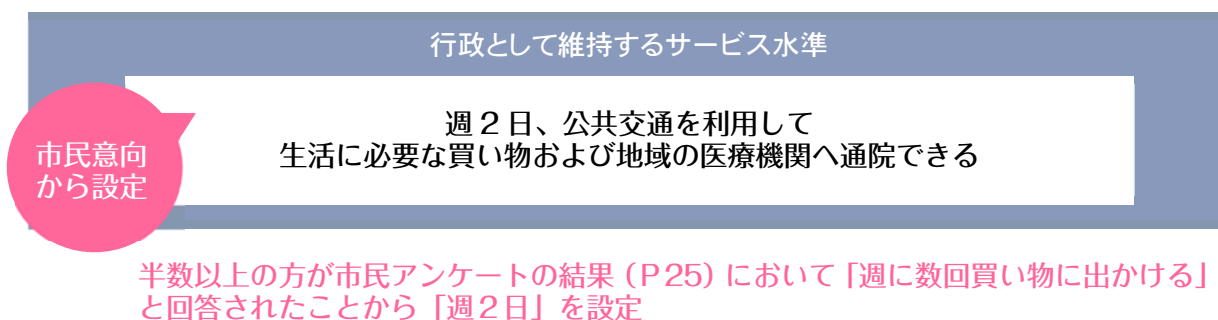 行政として維持するサービス水準
週2日、公共交通を利用して
生活に必要な買い物および地域の医療機関へ通院できる
市民意向
から設定
半数以上の方が市民アンケートの結果(P25)において「週に数回買い物に出かける」
と回答されたことから「週2日」を設定